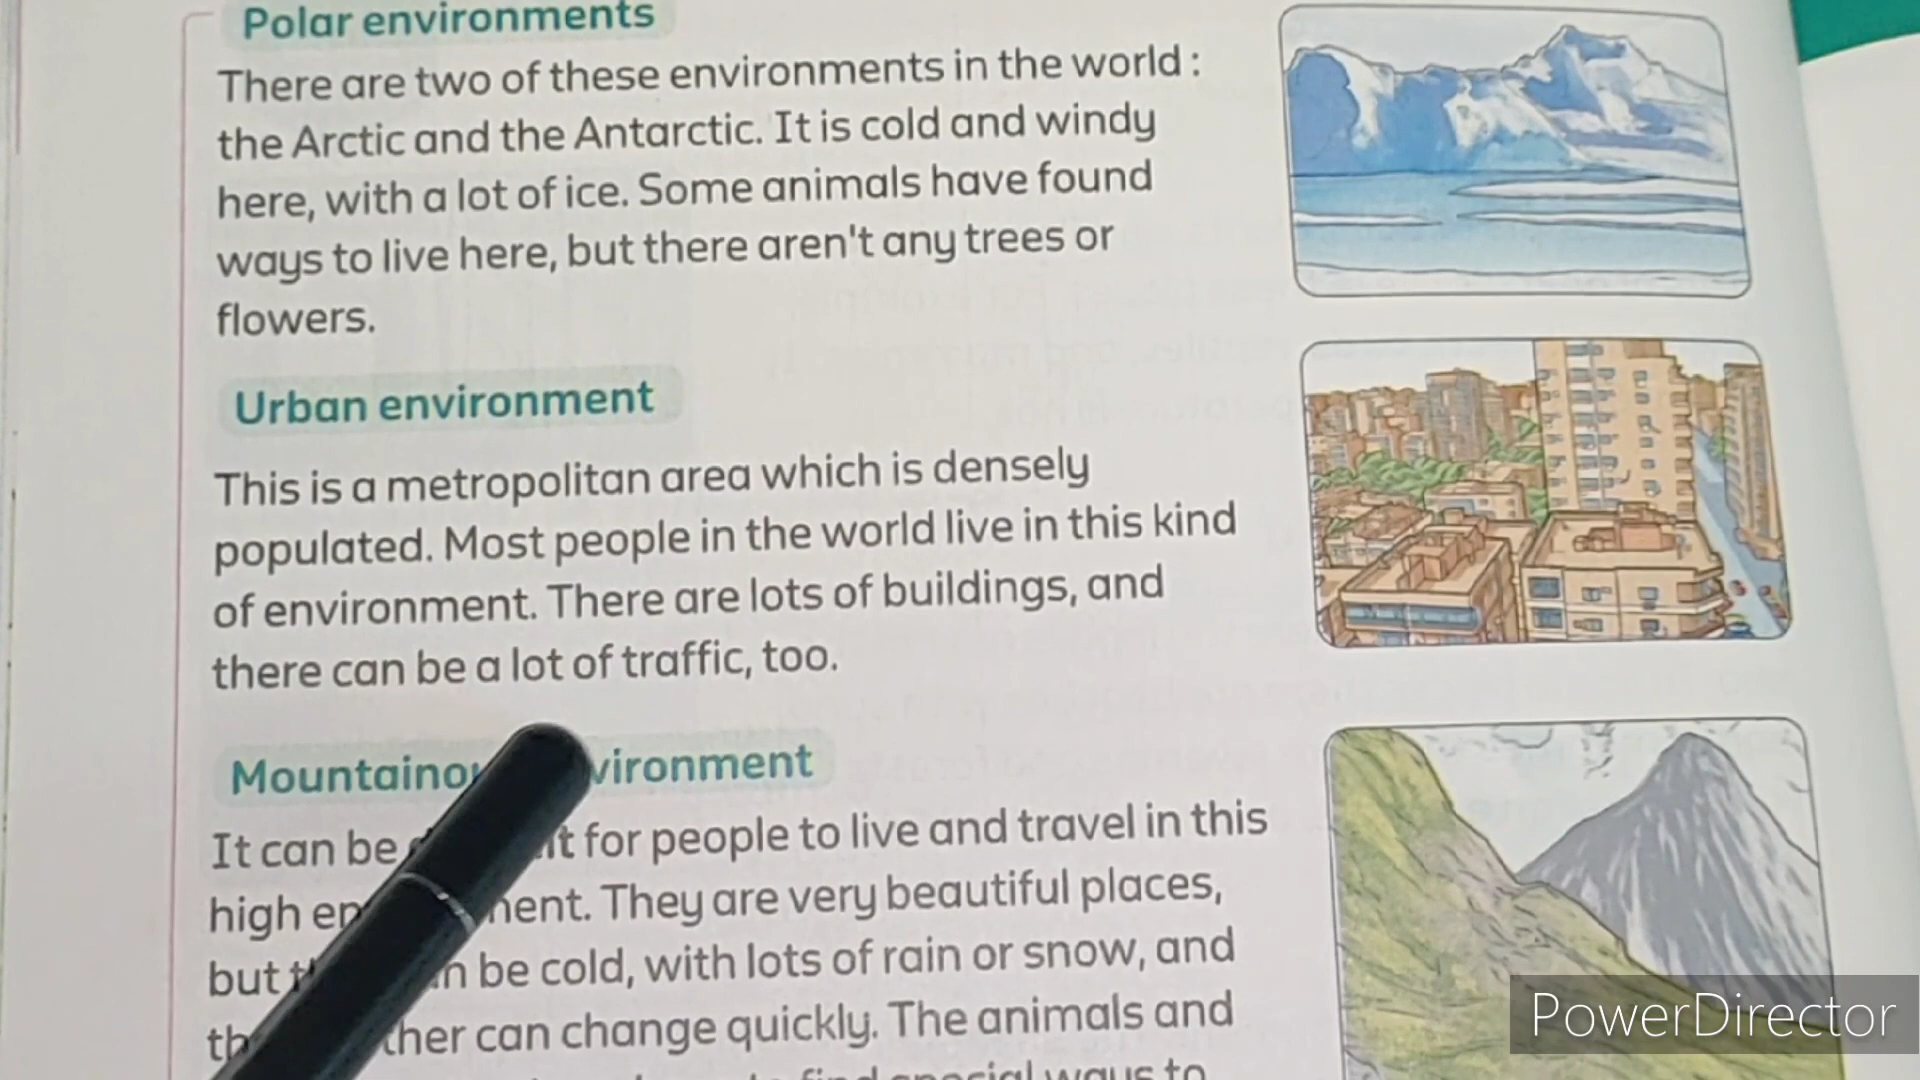 Polar environments
There are two of these environments in the world :
the Arctic and the Antarctic. It is cold and windy
here, with a lot of ice. Some animals have found
ways to live here, but there aren't any trees or
flowers.
Urban environment
This is a metropolitan area which is densely
populated. Most people in the world live in this kind
of environment. There are lots of buildings, and
there can be a lot of traffic, too.
It can be for people to live and travel in this
high They are very beautiful places,
but be cold, with lots of rain or snow, and
can change quickly. The animals and
find special ways to
PowerDirector